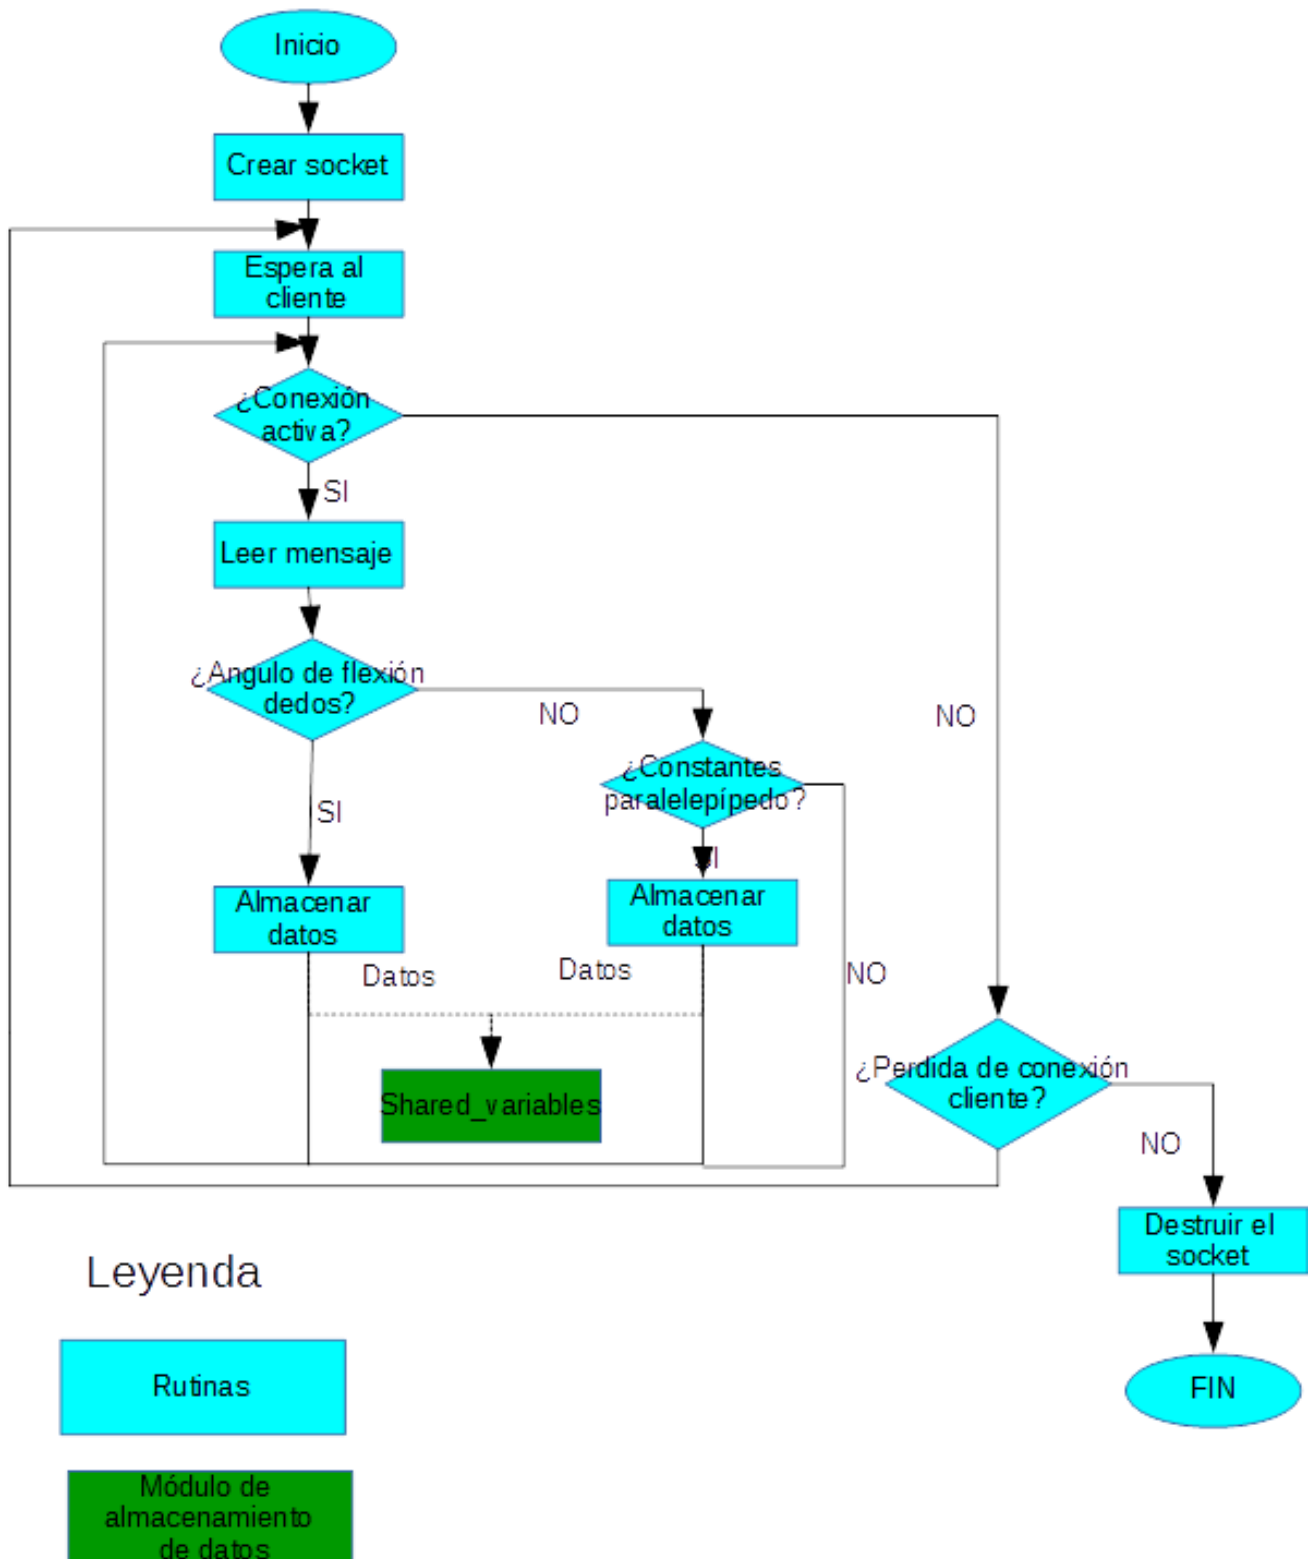 Inicio
Crear socket
Espera al
cliente
¿Conexión
activa?
SI
Leer mensaje
¿Angulo de flexión
dedos?
NO
NO
¿Constantes
paralelepípedo?
SI
SI
Almacenar
datos
Almacenar
datos
Datos
Datos
NO
¿Perdida de conexión
cliente?
Shared_variables
NO
Destruir el
socket
Leyenda
Rutinas
FIN
Módulo de
almacenamiento
de datos